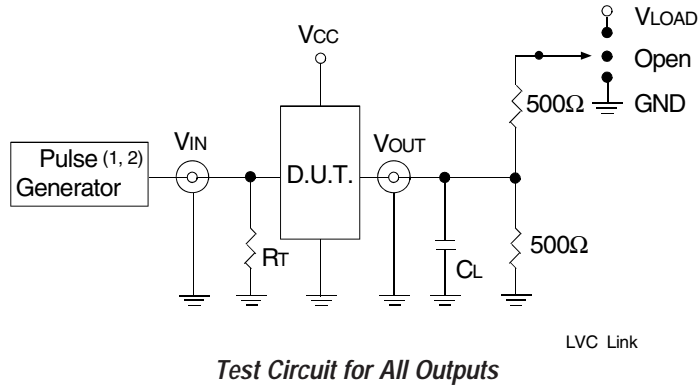 VLOAD
VCC
Open
500Ω
GND
VIN
VOUT
Pulse (1, 2)
Generator
D.U.T.
RT
CL
500Ω
LVC Link
Test Circuit for All Outputs